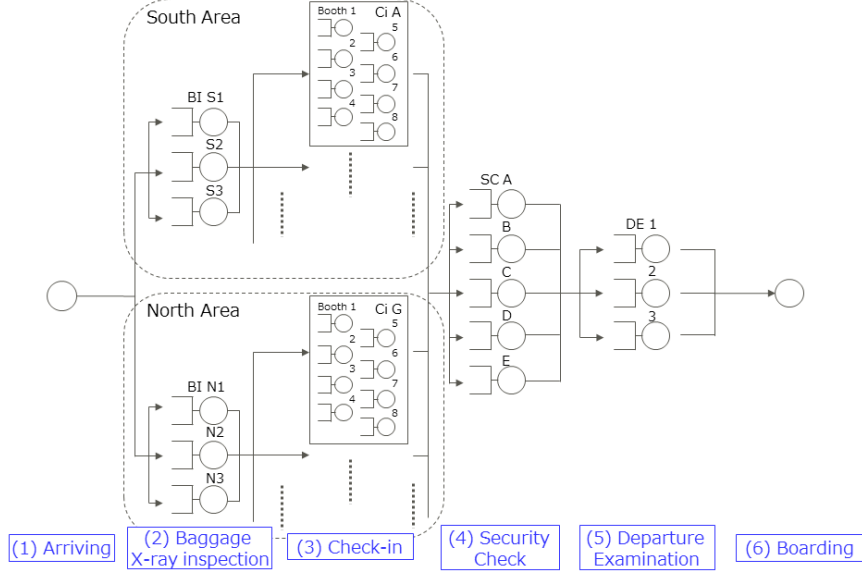 South Area
Booth 1
Ci A
2
3
4
5
6
7
8
BI S1
S2
S3
North Area
Booth 1
Ci G
2
3
4
5
6
7
8
BI N1
N2
N3
SC A
B
C
D
E
DE 1
2
3
(1) Arriving
(2) Baggage
X-ray inspection
(3) Check-in
(4) Security
Check
(5) Departure
Examination
(6) Boarding